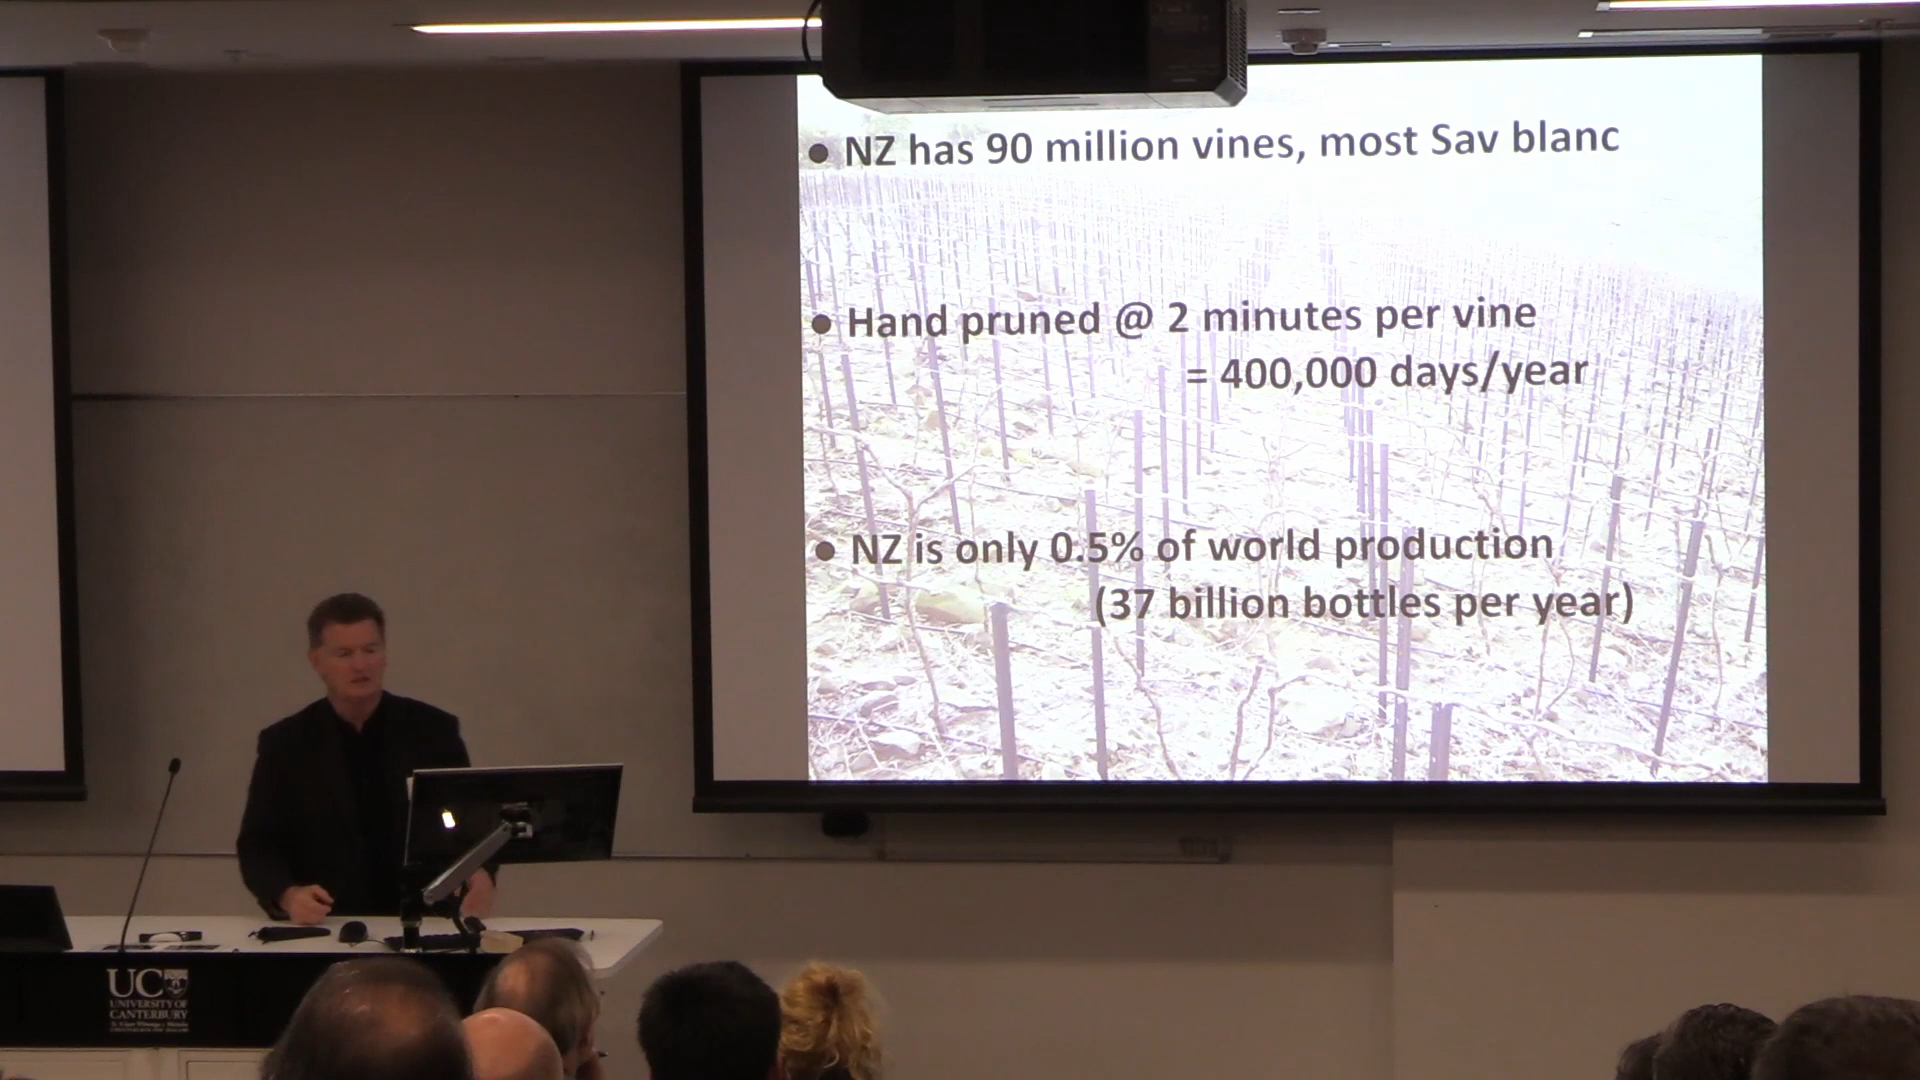 ● NZ has 90 million vines, most Sav blanc
● Hand pruned @ 2 minutes per vine
= 400,000 days/year
● NZ is only 0.5% of world production
(37 billion bottles per year)
UC
UNIVERSITY OF
CANTERBURY